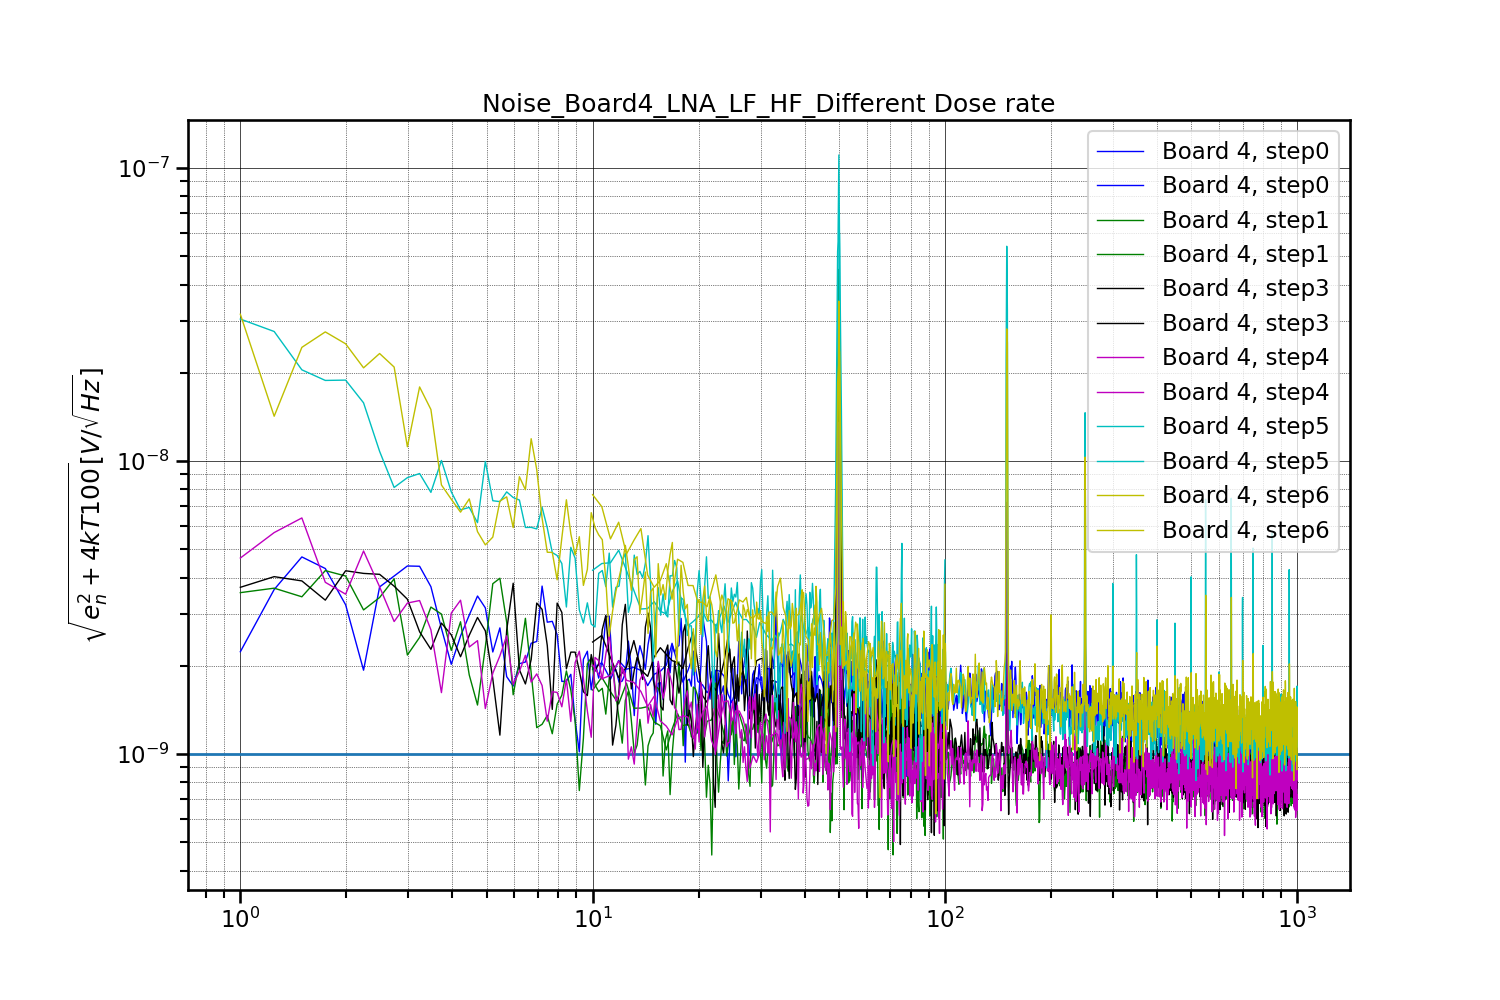 Noise_Board4_LNA_LF_HF_Different Dose rate
√e_n^2 + 4kT100 [V/√Hz]
10^−7
10^−8
10^−9
Board 4, step0
Board 4, step0
Board 4, step1
Board 4, step1
Board 4, step3
Board 4, step3
Board 4, step4
Board 4, step4
Board 4, step5
Board 4, step5
Board 4, step6
Board 4, step6
10^0 10^1 10^2 10^3